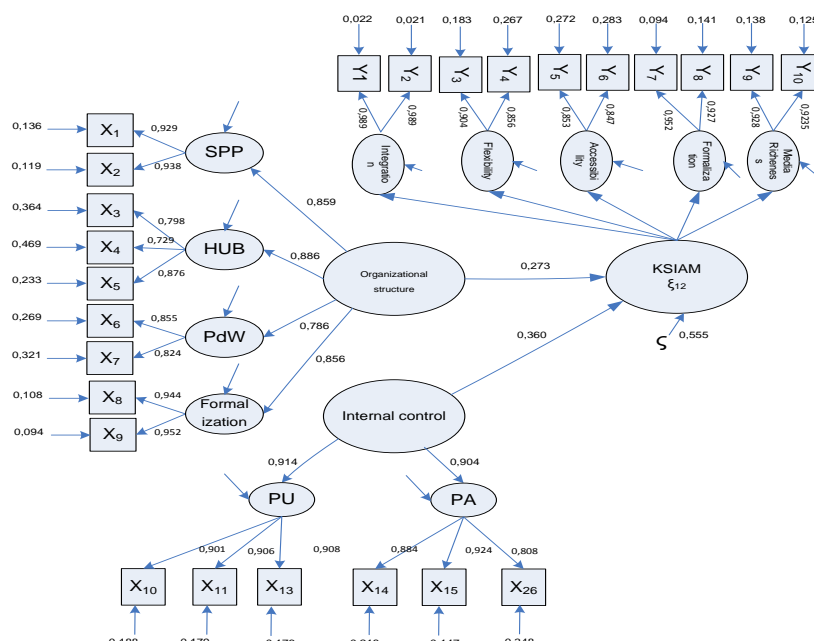 0,022 0,021 0,183 0,267 0,272 0,283 0,094 0,141 0,138 0,125
Y1 Y2 Y3 Y4 Y5 Y6 Y7 Y8 Y9 Y10
0,989 0,989 0,904 0,856 0,853 0,847 0,952 0,927 0,928 0,9325
Integratio
n
Flexibility
Accessibi
lity
Formaliza
tion
Media
Richenes
s
0,136 X1 0,929
SPP
0,119 X2 0,938
0,859
0,364 X3 0,798
0,469 X4 0,729 HUB
0,886
0,233 X5 0,876
Organizational
structure
0,273
KSIAM
ξ12
0,269 X6 0,855
PdW
0,786
0,321 X7 0,824
0,360
ς 0,555
0,856
0,108 X8 0,944
Formal
ization
0,094 X9 0,952
Internal control
0,914 0,904
PU PA
0,901 0,906 0,908 0,884 0,924 0,808
X10 X11 X13 X14 X15 X26